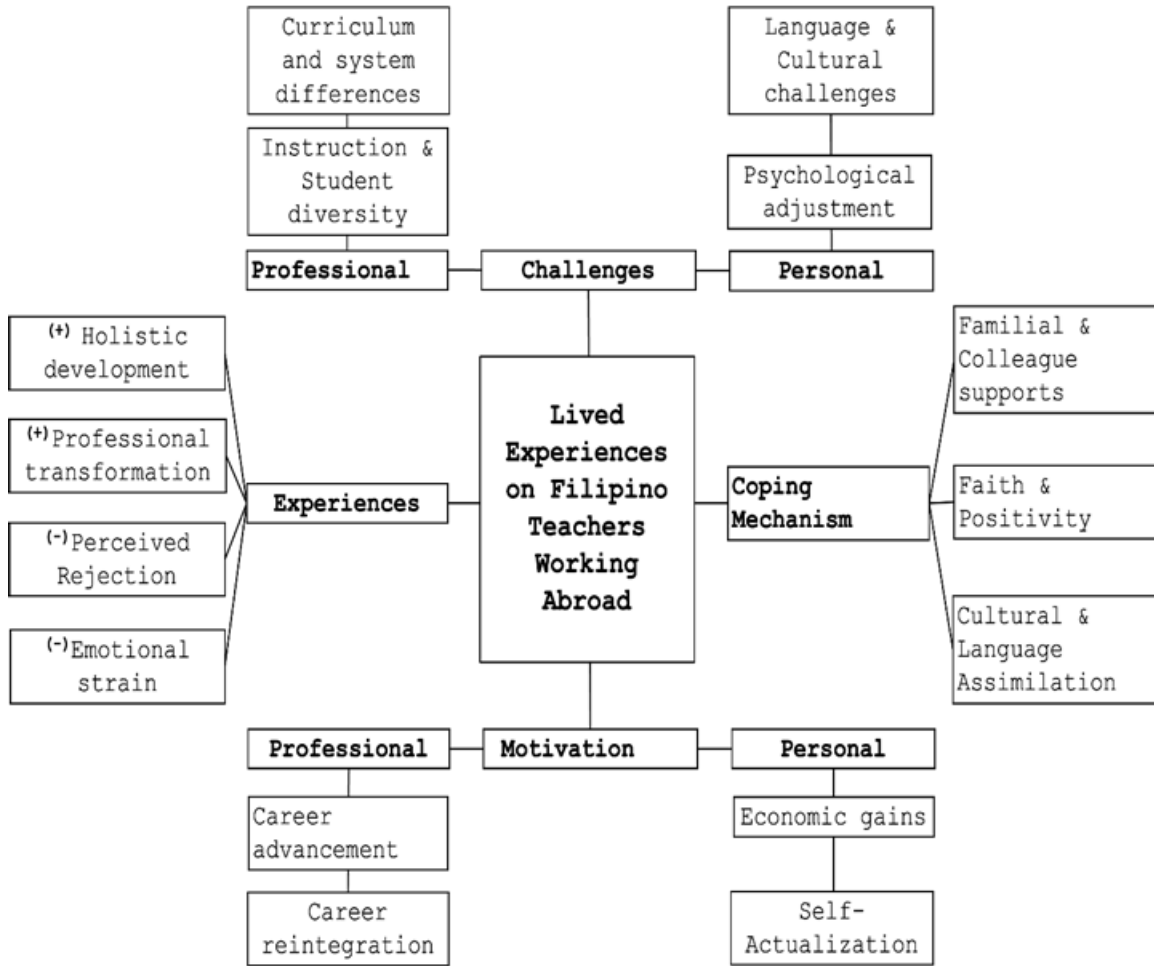 Curriculum
and system
differences
Language &
Cultural
challenges
Instruction &
Student
diversity
Psychological
adjustment
Professional
Challenges
Personal
(+) Holistic
development
(+)Professional
transformation
(-)Perceived
Rejection
(-)Emotional
strain
Experiences
Lived
Experiences
on Filipino
Teachers
Working
Abroad
Coping
Mechanism
Familial &
Colleague
supports
Faith &
Positivity
Cultural &
Language
Assimilation
Professional
Motivation
Personal
Career
advancement
Economic gains
Career
reintegration
Self-
Actualization